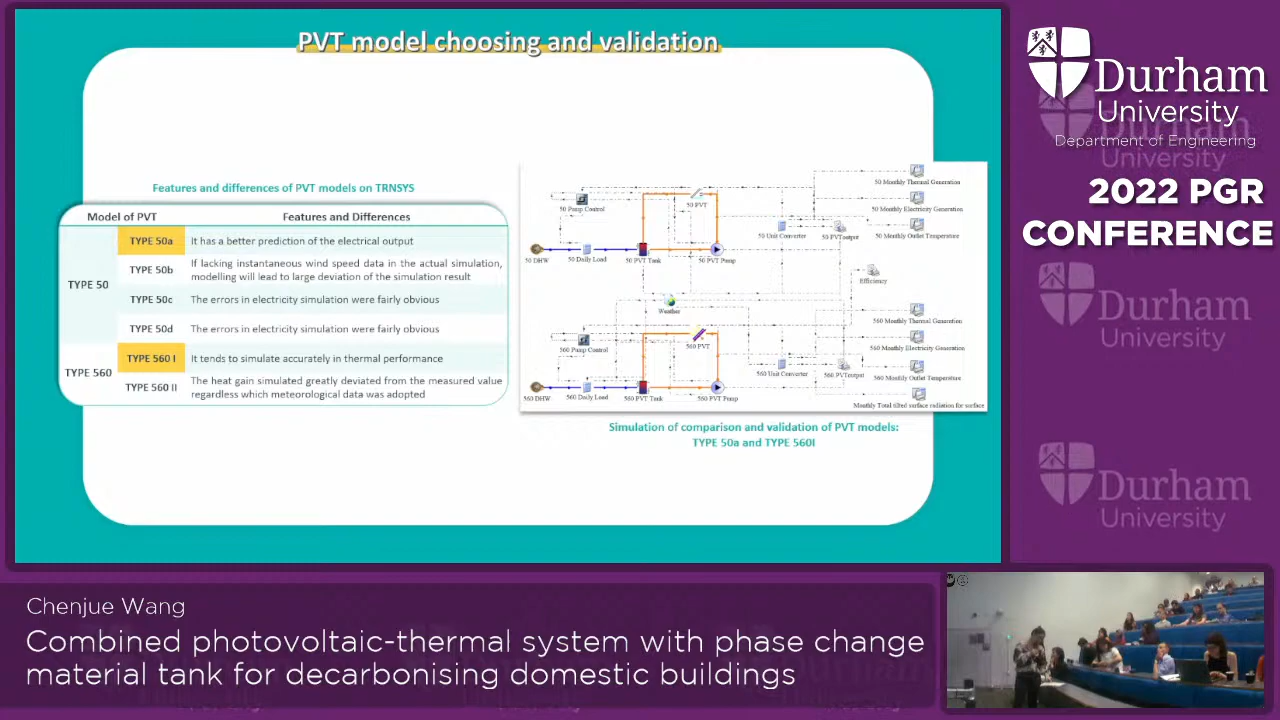 PVT model choosing and validation
Features and differences of PVT models on TRNSYS
Model of PVT
Features and Differences
TYPE 50
TYPE 50a
It has a better prediction of the electrical output
TYPE 50b
If lacking instantaneous wind speed data in the actual simulation,
modelling will lead to large deviation of the simulation result
TYPE 50c
The errors in electricity simulation were fairly obvious
TYPE 50d
The errors in electricity simulation were fairly obvious
TYPE 560
TYPE 560 I
It tends to simulate accurately in thermal performance
TYPE 560 II
The heat gain simulated greatly deviated from the measured value
regardless which meteorological data was adopted
50 Pump Control
50 PVT
50 DHW
50 Daily Load
50 PVT Tank
50 PVT Pump
50 Unit Converter
50 PVToutput
50 Monthly Thermal Generation
50 Monthly Electricity Generation
50 Monthly Outlet Temperature
Efficiency
Weather
560 Pump Control
560 PVT
560 DHW
560 Daily Load
560 PVT Tank
560 PVT Pump
560 Unit Converter
560 PVToutput
560 Monthly Thermal Generation
560 Monthly Electricity Generation
560 Monthly Outlet Temperature
Monthly Total tilted surface radiation for surface
Simulation of comparison and validation of PVT models:
TYPE 50a and TYPE 560I
Durham
University
Department of Engineering
2022 PGR
CONFERENCE
Durham
University
Durham
University
Durham
University
Chenjue Wang
Combined photovoltaic-thermal system with phase change
material tank for decarbonising domestic buildings